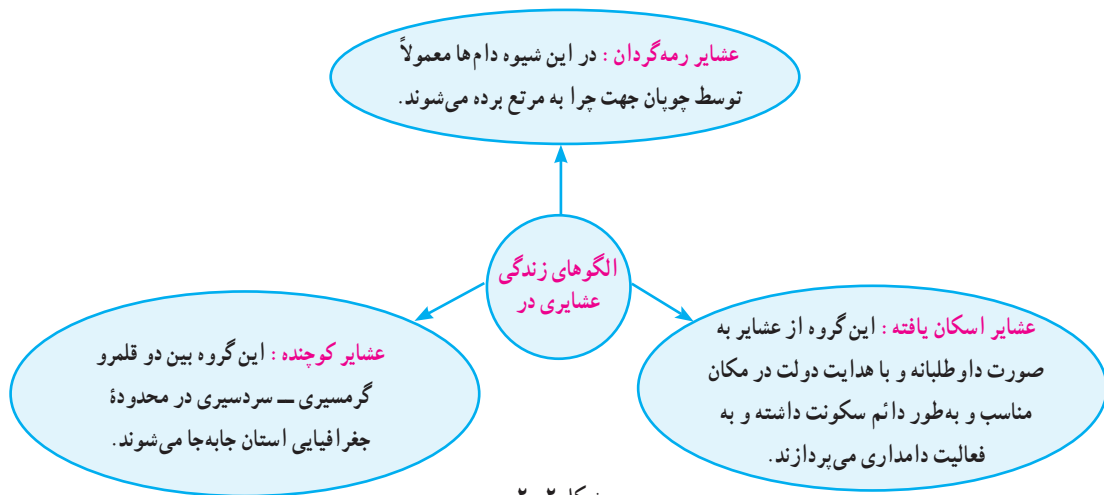 عشایر رمه‌گردان : در این شیوه دام‌ها معمولاً
توسط چوپان جهت چرا به مرتع برده می‌شوند.
الگوهای زندگی
عشایری در
عشایر اسکان یافته : این گروه از عشایر به
صورت داوطلبانه و با هدایت دولت در مکان
مناسب و به‌طور دائم سکونت داشته و به
فعالیت دامداری می‌پردازند.
عشایر کوچنده : این گروه بین دو قلمرو
گرمسیری ــ سردسیری در محدودهٔ
جغرافیایی استان جابه‌جا می‌شوند.